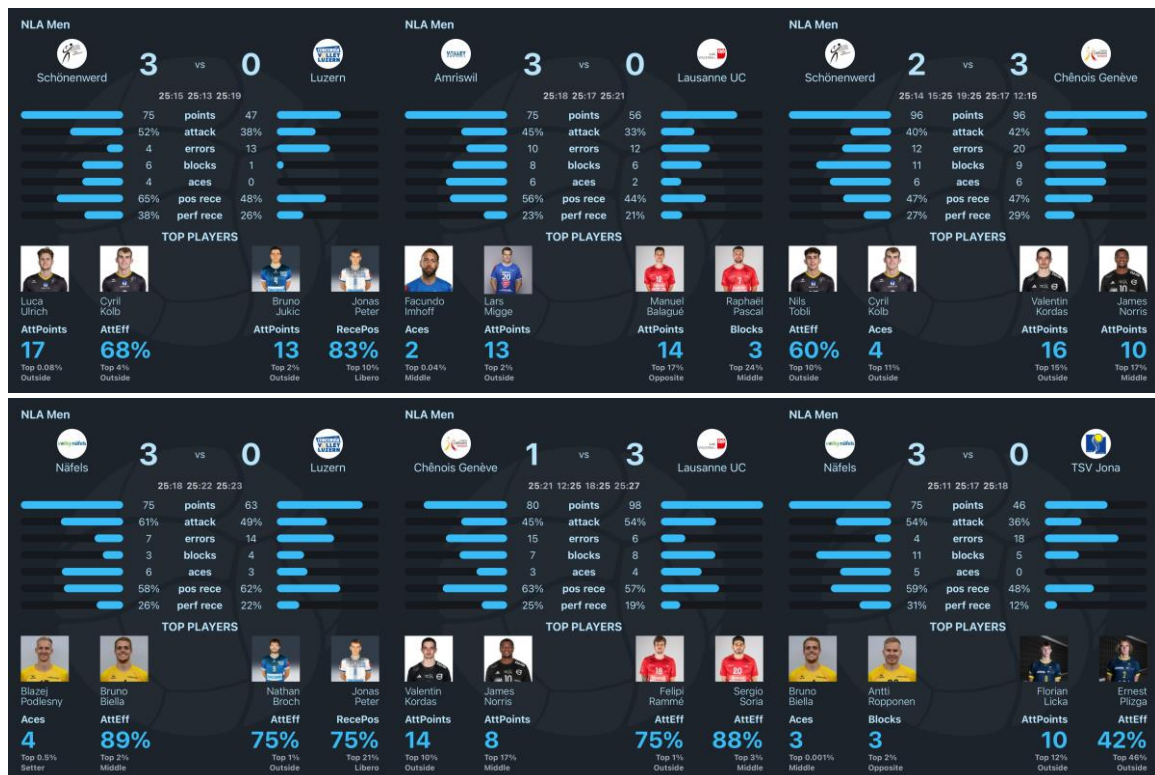 NLA Men
Schönenwerd 3 vs 0 Luzern
25:15 25:13 25:19
75 points 47
52% attack 38%
4 errors 13
6 blocks 1
4 aces 0
65% pos rece 48%
38% perf rece 26%
TOP PLAYERS
Luca Cyril Bruno Jonas
Ulrich Kolb Jukic Peter
AttPoints AttEff AttPoints RecePos
17 68% 13 83%
Top 0.08% Top 4% Top 2% Top 10%
Outside Outside Outside Libero
NLA Men
Amriswil 3 vs 0 Lausanne UC
25:18 25:17 25:21
75 points 56
45% attack 33%
10 errors 12
8 blocks 6
6 aces 2
56% pos rece 44%
23% perf rece 21%
TOP PLAYERS
Facundo Lars Manuel Raphaël
Imhoff Migge Balagué Pascal
Aces AttPoints AttPoints Blocks
2 13 14 3
Top 0.04% Top 2% Top 17% Top 24%
Middle Outside Opposite Middle
NLA Men
Schönenwerd 2 vs 3 Chênois Genève
25:14 15:25 19:25 25:17 12:15
96 points 96
40% attack 42%
12 errors 20
11 blocks 9
6 aces 6
47% pos rece 47%
27% perf rece 29%
TOP PLAYERS
Nils Cyril Valentin James
Tobli Kolb Kordas Norris
AttEff Aces AttPoints AttPoints
60% 4 16 10
Top 10% Top 11% Top 15% Top 17%
Outside Outside Outside Middle
NLA Men
Näfels 3 vs 0 Luzern
25:18 25:22 25:23
75 points 63
61% attack 49%
7 errors 14
3 blocks 4
6 aces 3
58% pos rece 62%
26% perf rece 22%
TOP PLAYERS
Blazej Bruno Nathan Jonas
Podlesny Biella Broch Peter
Aces AttEff AttEff RecePos
4 89% 75% 75%
Top 0.5% Top 2% Top 1% Top 21%
Setter Middle Outside Libero
NLA Men
Chênois Genève 1 vs 3 Lausanne UC
25:21 12:25 18:25 25:27
80 points 98
45% attack 54%
15 errors 6
7 blocks 8
3 aces 4
63% pos rece 57%
25% perf rece 19%
TOP PLAYERS
Valentin James Felipi Sergio
Kordas Norris Rammé Soria
AttPoints AttPoints AttEff AttEff
14 8 75% 88%
Top 10% Top 17% Top 1% Top 3%
Outside Middle Outside Middle
NLA Men
Näfels 3 vs 0 TSV Jona
25:11 25:17 25:18
75 points 46
54% attack 36%
4 errors 18
11 blocks 5
5 aces 0
59% pos rece 48%
31% perf rece 12%
TOP PLAYERS
Bruno Antti Florian Ernest
Biella Ropponen Licka Plizga
Aces Blocks AttPoints AttEff
3 3 10 42%
Top 0.001% Top 2% Top 12% Top 46%
Middle Opposite Outside Outside